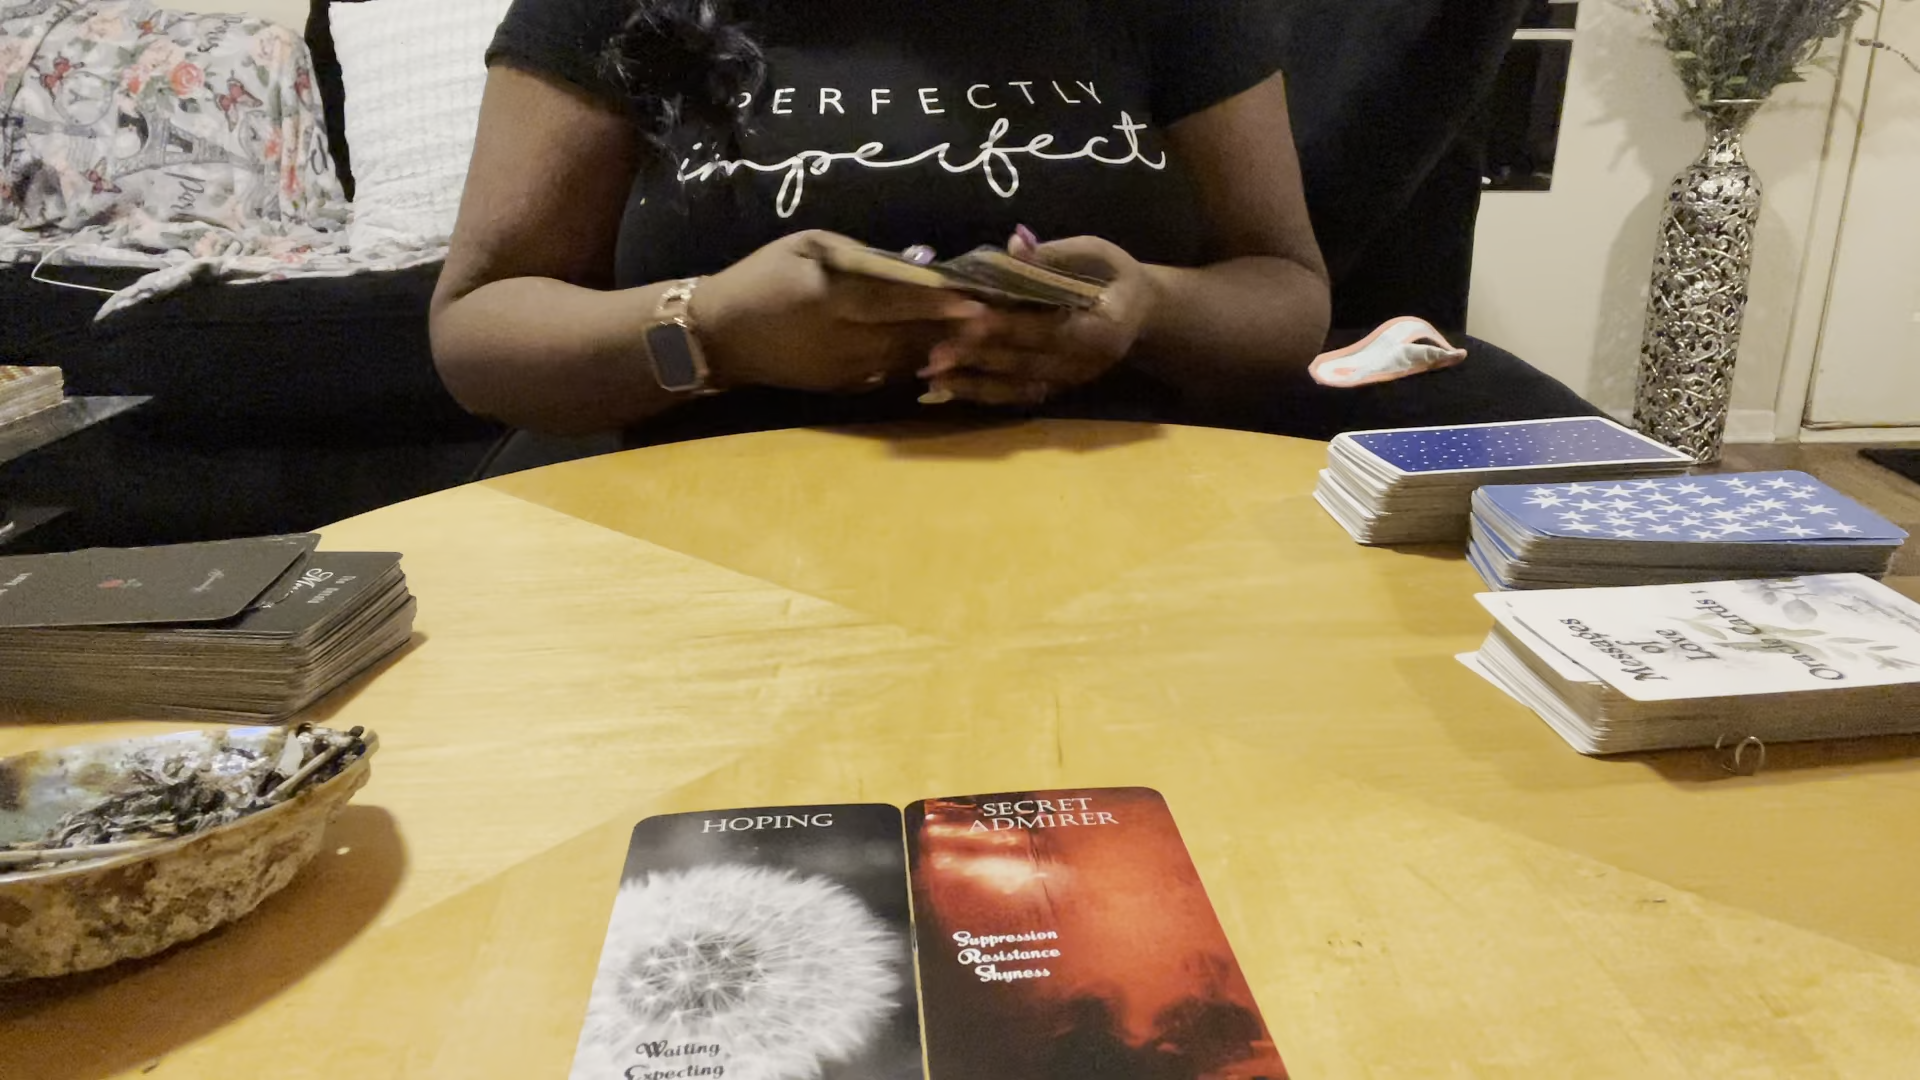 PERFECTLY
imperfect
Messages
of
Love
Oracle Cards
HOPING
Waiting
Expecting
SECRET
ADMIRER
Suppression
Resistance
Shyness